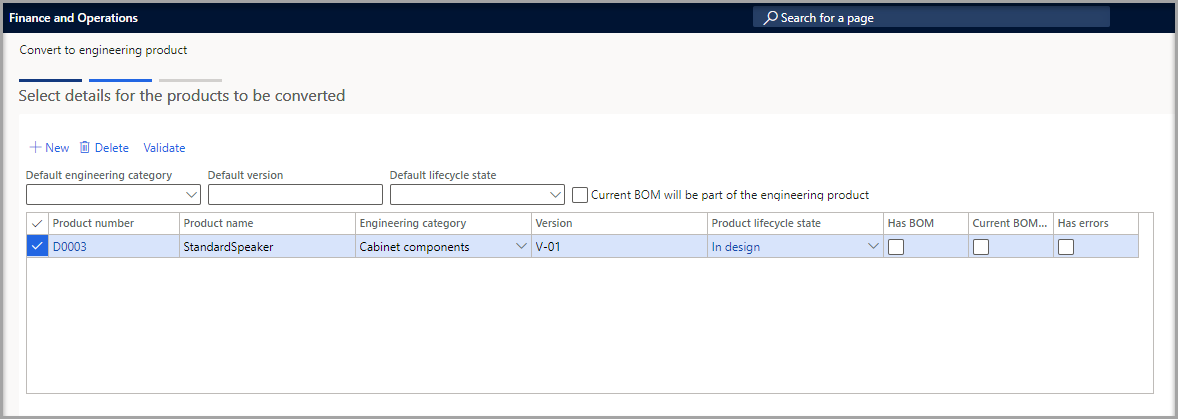 Finance and Operations
Search for a page
Convert to engineering product
Select details for the products to be converted
New Delete Validate
Default engineering category Default version Default lifecycle state
Current BOM will be part of the engineering product
Product number Product name Engineering category Version Product lifecycle state Has BOM Current BOM... Has errors
D0003 StandardSpeaker Cabinet components V-01 In design